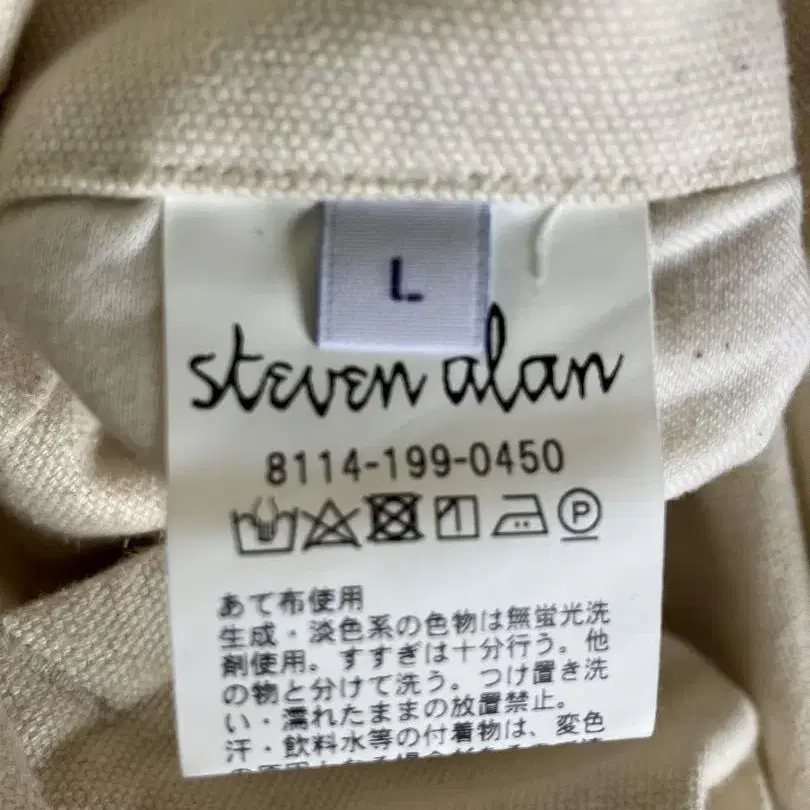 L
steven alan
8114-199-0450
P
あて布使用
生成・淡色系の色物は無蛍光洗
剤使用。すすぎは十分行う。他
の物と分けて洗う。つけ置き洗
い・濡れたままの放置禁止。
汗・飲料水等の付着物は、変色